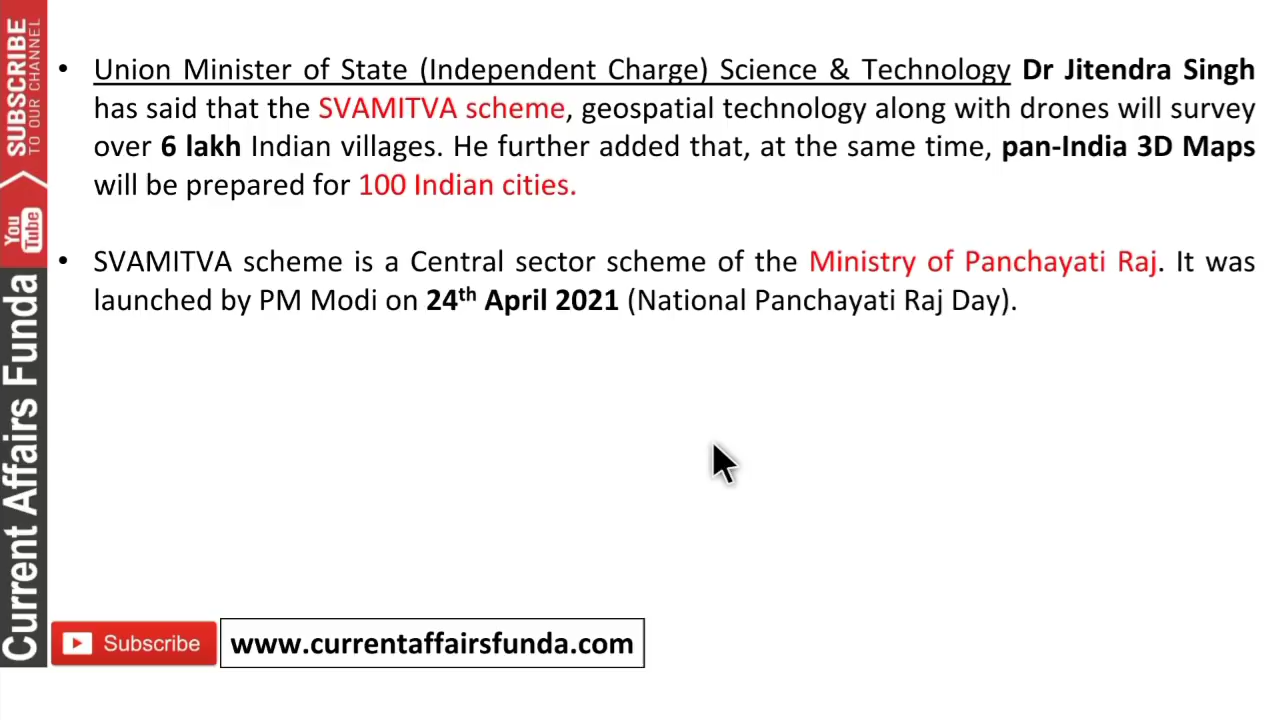 SUBSCRIBE
TO OUR CHANNEL
You
Tube
Current Affairs Funda
• Union Minister of State (Independent Charge) Science & Technology Dr Jitendra Singh
has said that the SVAMITVA scheme, geospatial technology along with drones will survey
over 6 lakh Indian villages. He further added that, at the same time, pan-India 3D Maps
will be prepared for 100 Indian cities.
• SVAMITVA scheme is a Central sector scheme of the Ministry of Panchayati Raj. It was
launched by PM Modi on 24th April 2021 (National Panchayati Raj Day).
Subscribe
www.currentaffairsfunda.com